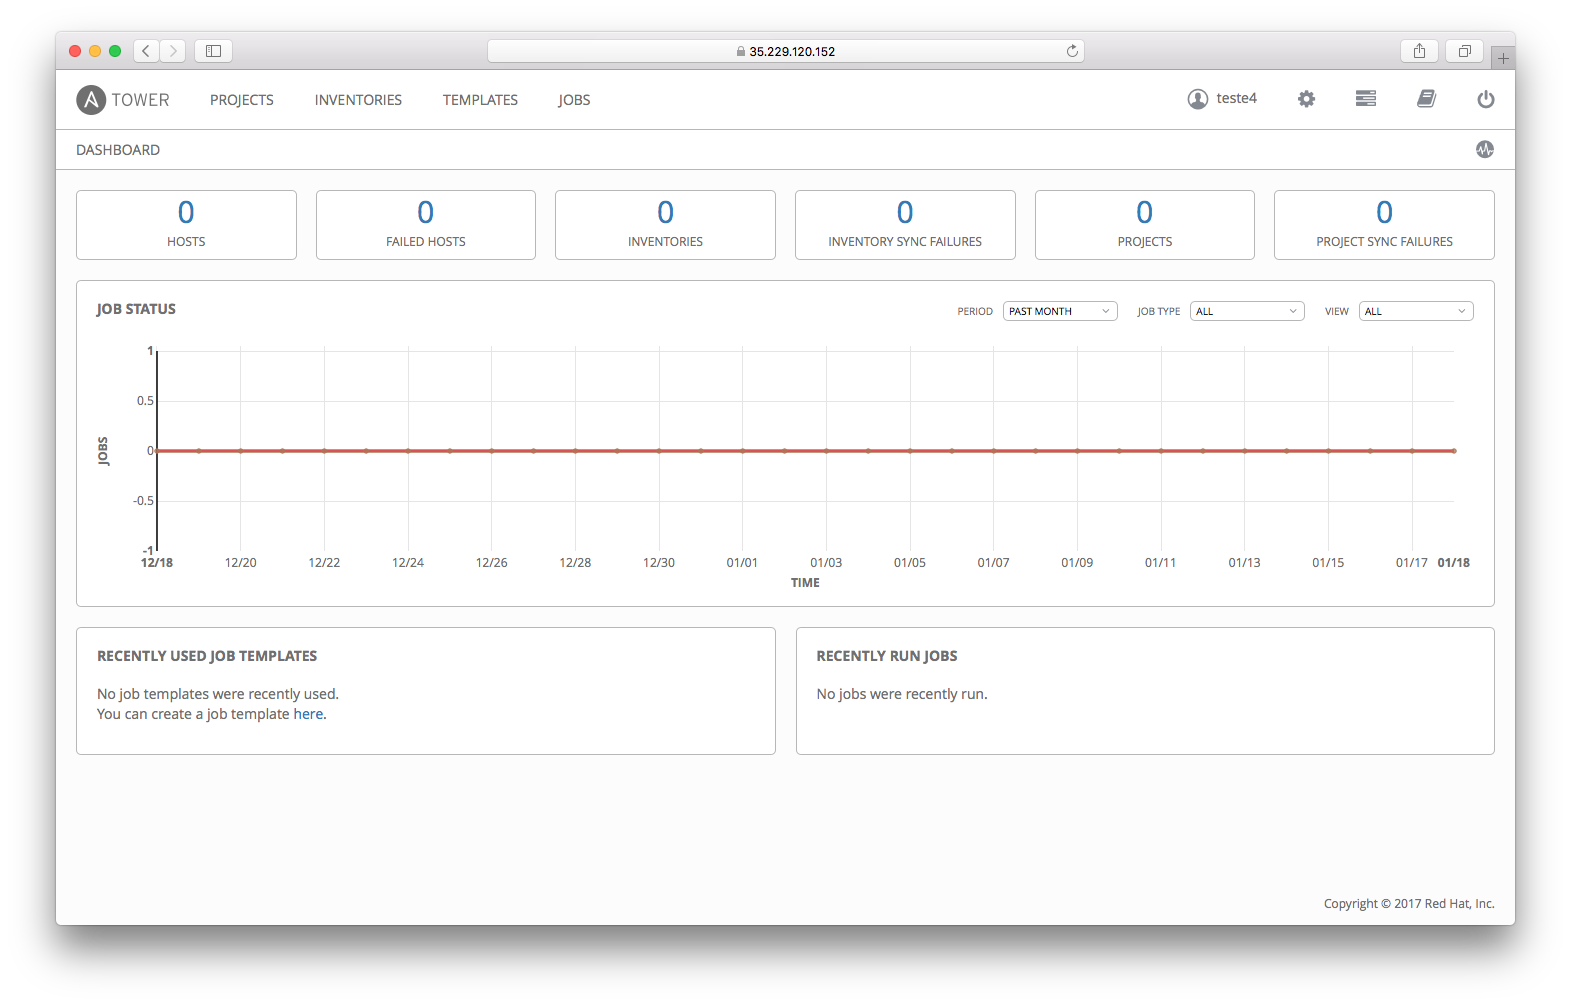 35.229.120.152
A TOWER PROJECTS INVENTORIES TEMPLATES JOBS teste4
DASHBOARD
0 0 0 0 0 0
HOSTS FAILED HOSTS INVENTORIES INVENTORY SYNC FAILURES PROJECTS PROJECT SYNC FAILURES
JOB STATUS PERIOD PAST MONTH JOB TYPE ALL VIEW ALL
1
0.5
0
-0.5
-1
JOBS
12/18 12/20 12/22 12/24 12/26 12/28 12/30 01/01 01/03 01/05 01/07 01/09 01/11 01/13 01/15 01/17 01/18
TIME
RECENTLY USED JOB TEMPLATES
No job templates were recently used.
You can create a job template here.
RECENTLY RUN JOBS
No jobs were recently run.
Copyright © 2017 Red Hat, Inc.